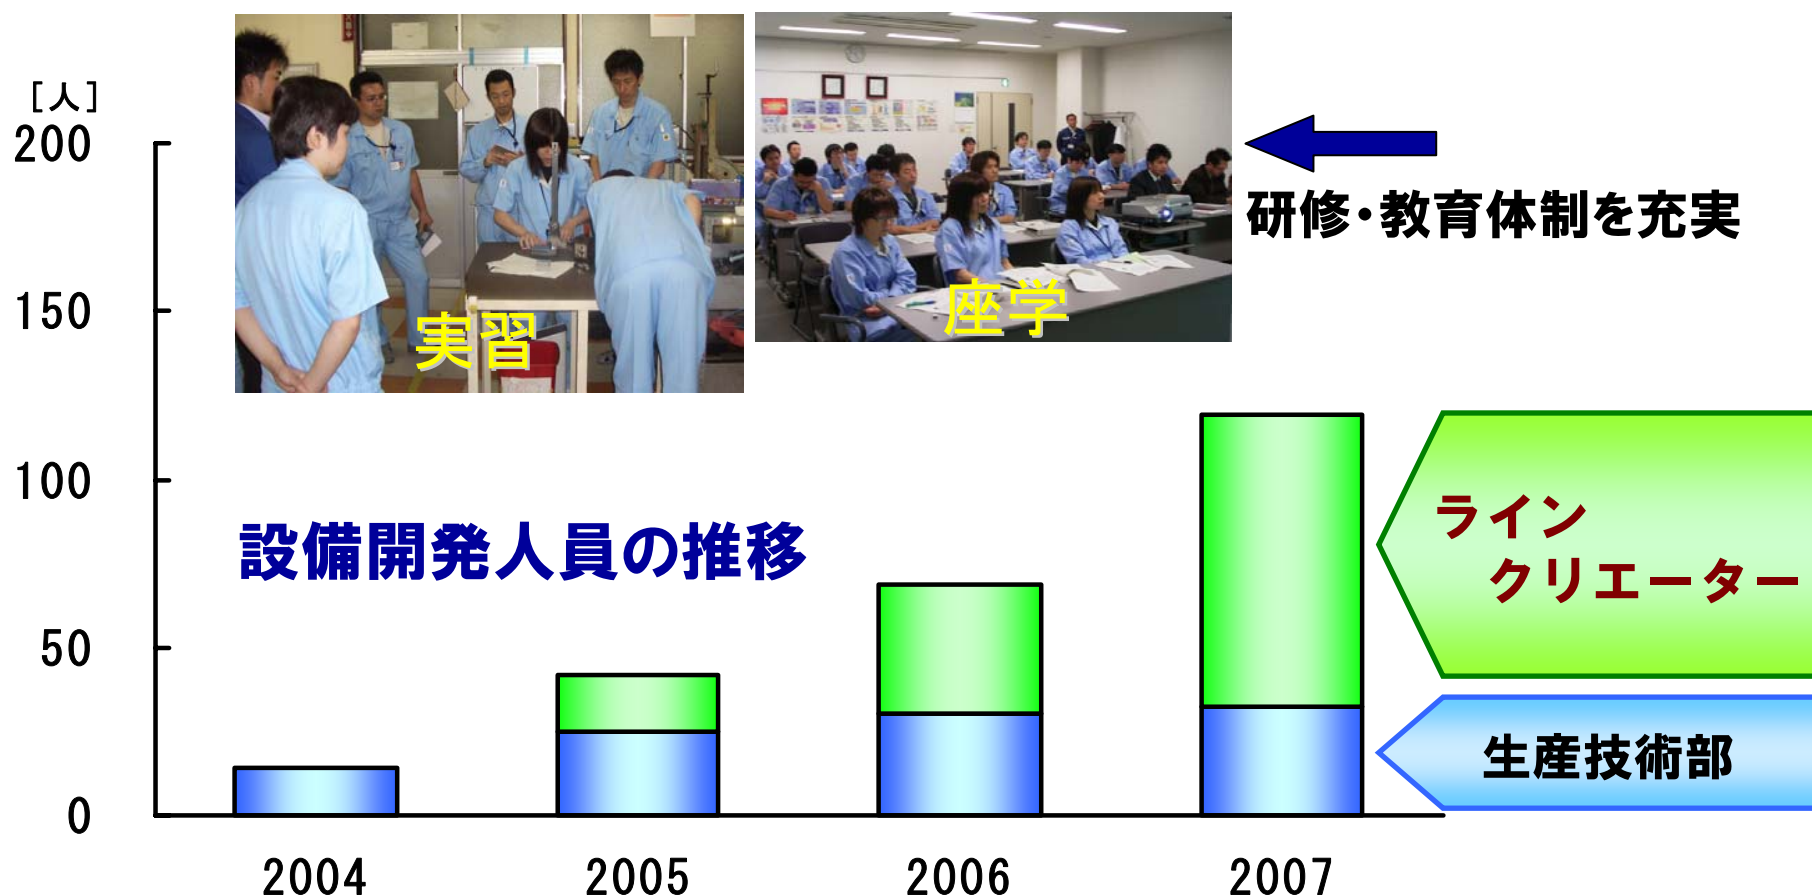 [人]
200
150
100
50
0
実習
座学
研修・教育体制を充実
設備開発人員の推移
ライン
クリエーター
生産技術部
2004
2005
2006
2007